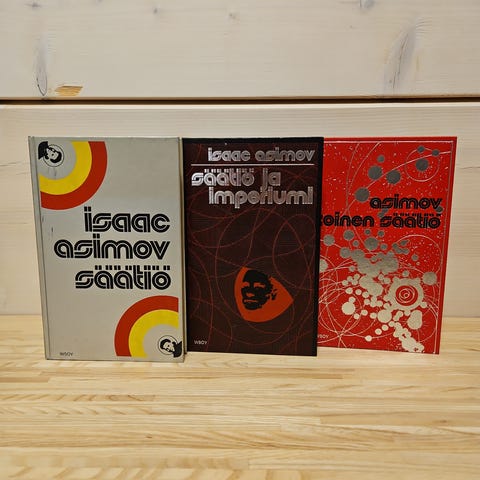 isaac
asimov
säätiö
WSOY
isaac asimov
säätiö ja
imperiumi
WSOY
asimov
toinen säätiö
WSOY